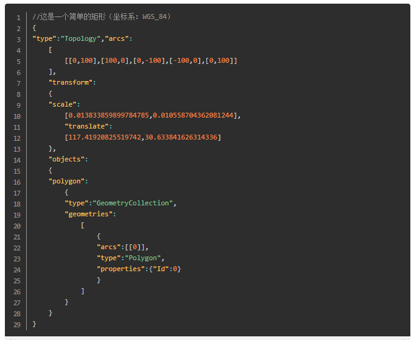 1 //这是一个简单的矩形（坐标系：WGS_84）
2 {
3 "type":"Topology","arcs":
4 [
5 [[0,100],[100,0],[0,-100],[-100,0],[0,100]]
6 ],
7 "transform":
8 {
9 "scale":
10 [0.013833859899784785,0.010558704362081244],
11 "translate":
12 [117.41920825519742,30.633841626314336]
13 },
14 "objects":
15 {
16 "polygon":
17 {
18 "type":"GeometryCollection",
19 "geometries":
20 [
21 {
22 "arcs":[[0]],
23 "type":"Polygon",
24 "properties":{"Id":0}
25 }
26 ]
27 }
28 }
29 }